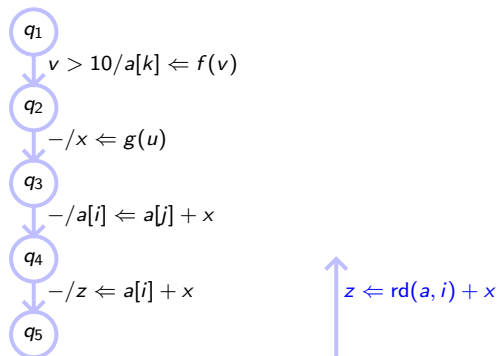 q₁
v > 10/a[k] ⇐ f(v)
q₂
−/x ⇐ g(u)
q₃
−/a[i] ⇐ a[j] + x
q₄
−/z ⇐ a[i] + x
z ⇐ rd(a, i) + x
q₅